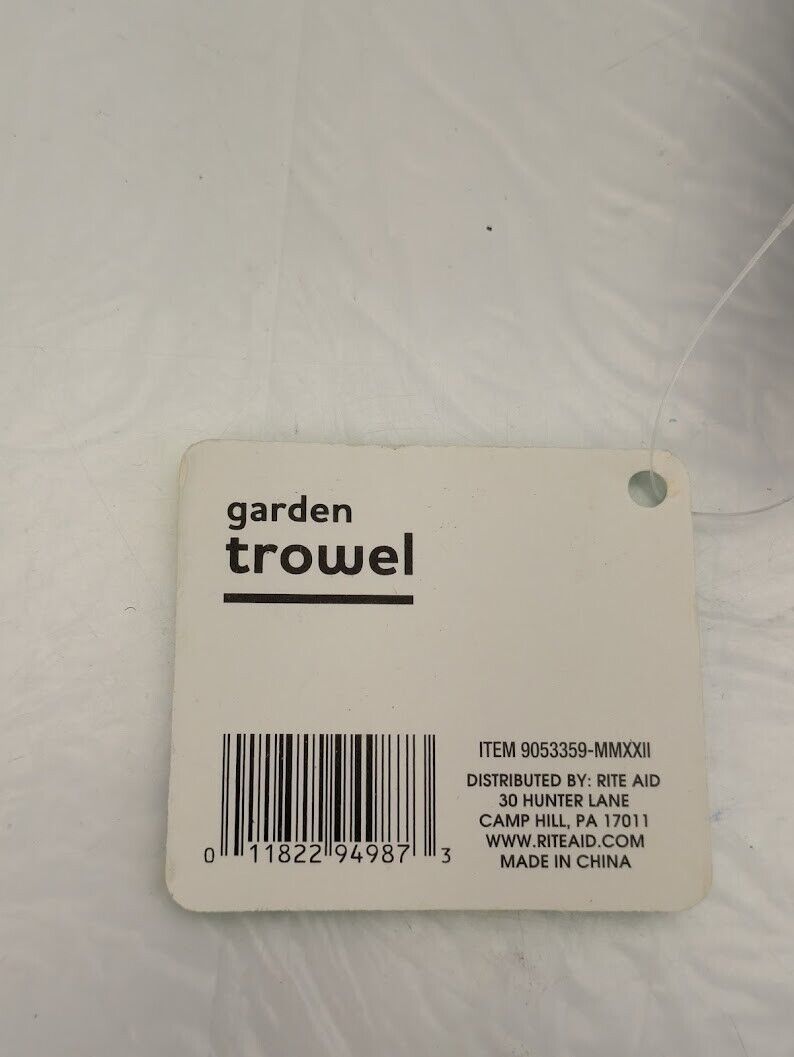 garden
trowel
0 11822 94987 3
ITEM 9053359-MMXXII
DISTRIBUTED BY: RITE AID
30 HUNTER LANE
CAMP HILL, PA 17011
WWW.RITEAID.COM
MADE IN CHINA